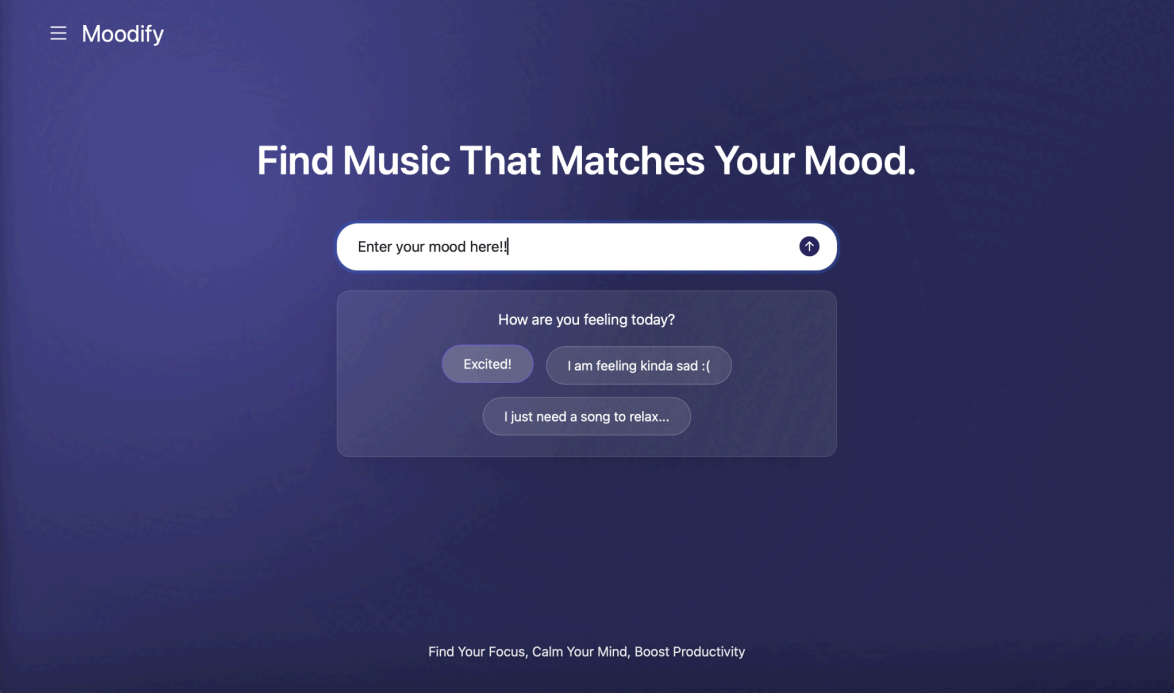 Moodify
Find Music That Matches Your Mood.
Enter your mood here!!
How are you feeling today?
Excited!
I am feeling kinda sad :(
I just need a song to relax...
Find Your Focus, Calm Your Mind, Boost Productivity